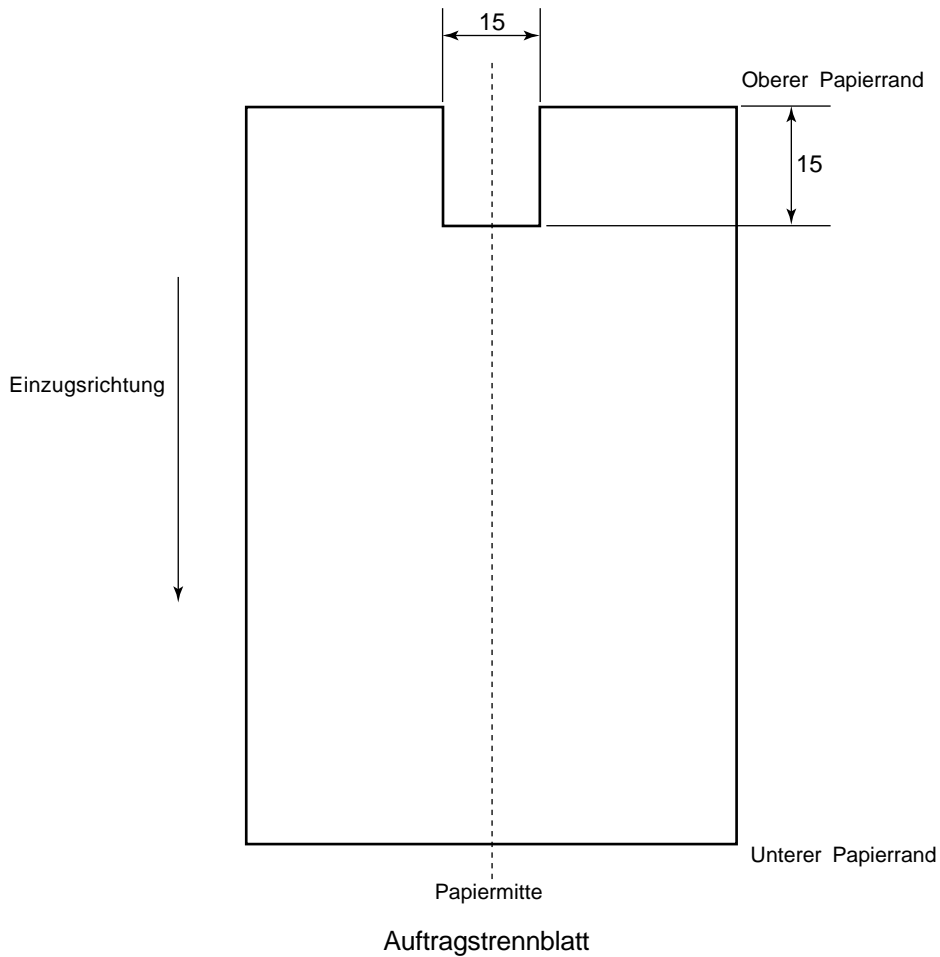 15
Oberer Papierrand
15
Einzugsrichtung
Unterer Papierrand
Papiermitte
Auftragstrennblatt